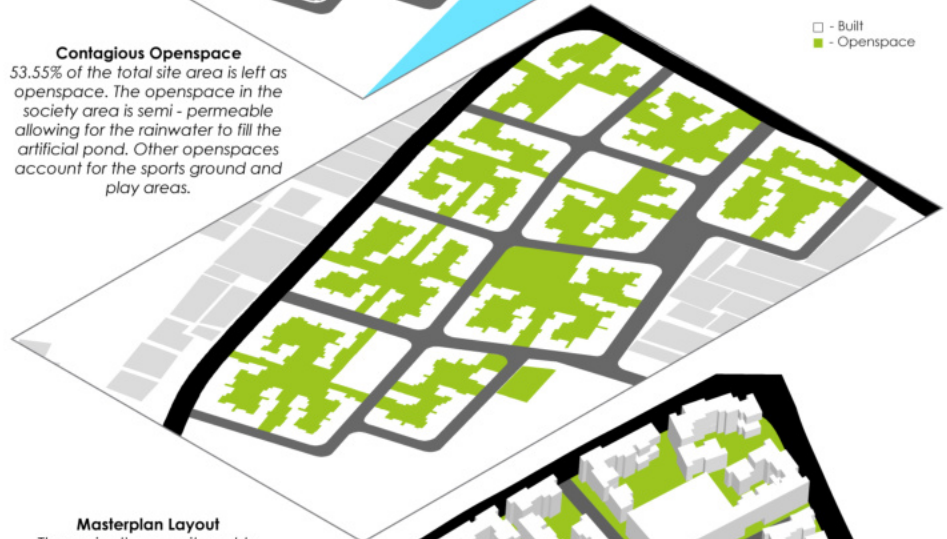 - Built
- Openspace
Contagious Openspace
53.55% of the total site area is left as
openspace. The openspace in the
society area is semi - permeable
allowing for the rainwater to fill the
artificial pond. Other openspaces
account for the sports ground and
play areas.
Masterplan Layout